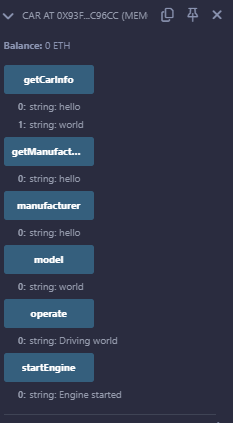 CAR AT 0X93F...C96CC (MEM
Balance: 0 ETH
getCarInfo
0: string: hello
1: string: world
getManufact...
0: string: hello
manufacturer
0: string: hello
model
0: string: world
operate
0: string: Driving world
startEngine
0: string: Engine started